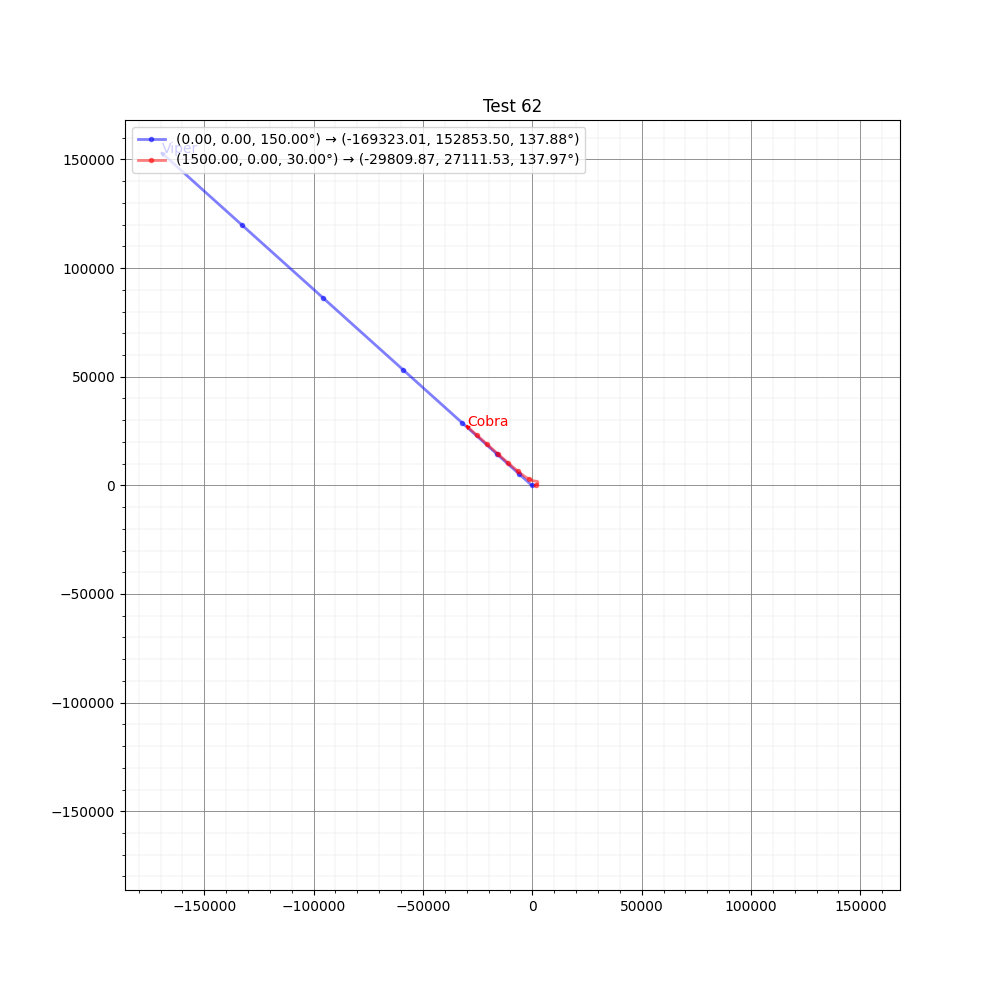 Test 62
(0.00, 0.00, 150.00°) → (-169323.01, 152853.50, 137.88°)
(1500.00, 0.00, 30.00°) → (-29809.87, 27111.53, 137.97°)
Viper
Cobra
150000
100000
50000
0
−50000
−100000
−150000
−150000 −100000 −50000 0 50000 100000 150000